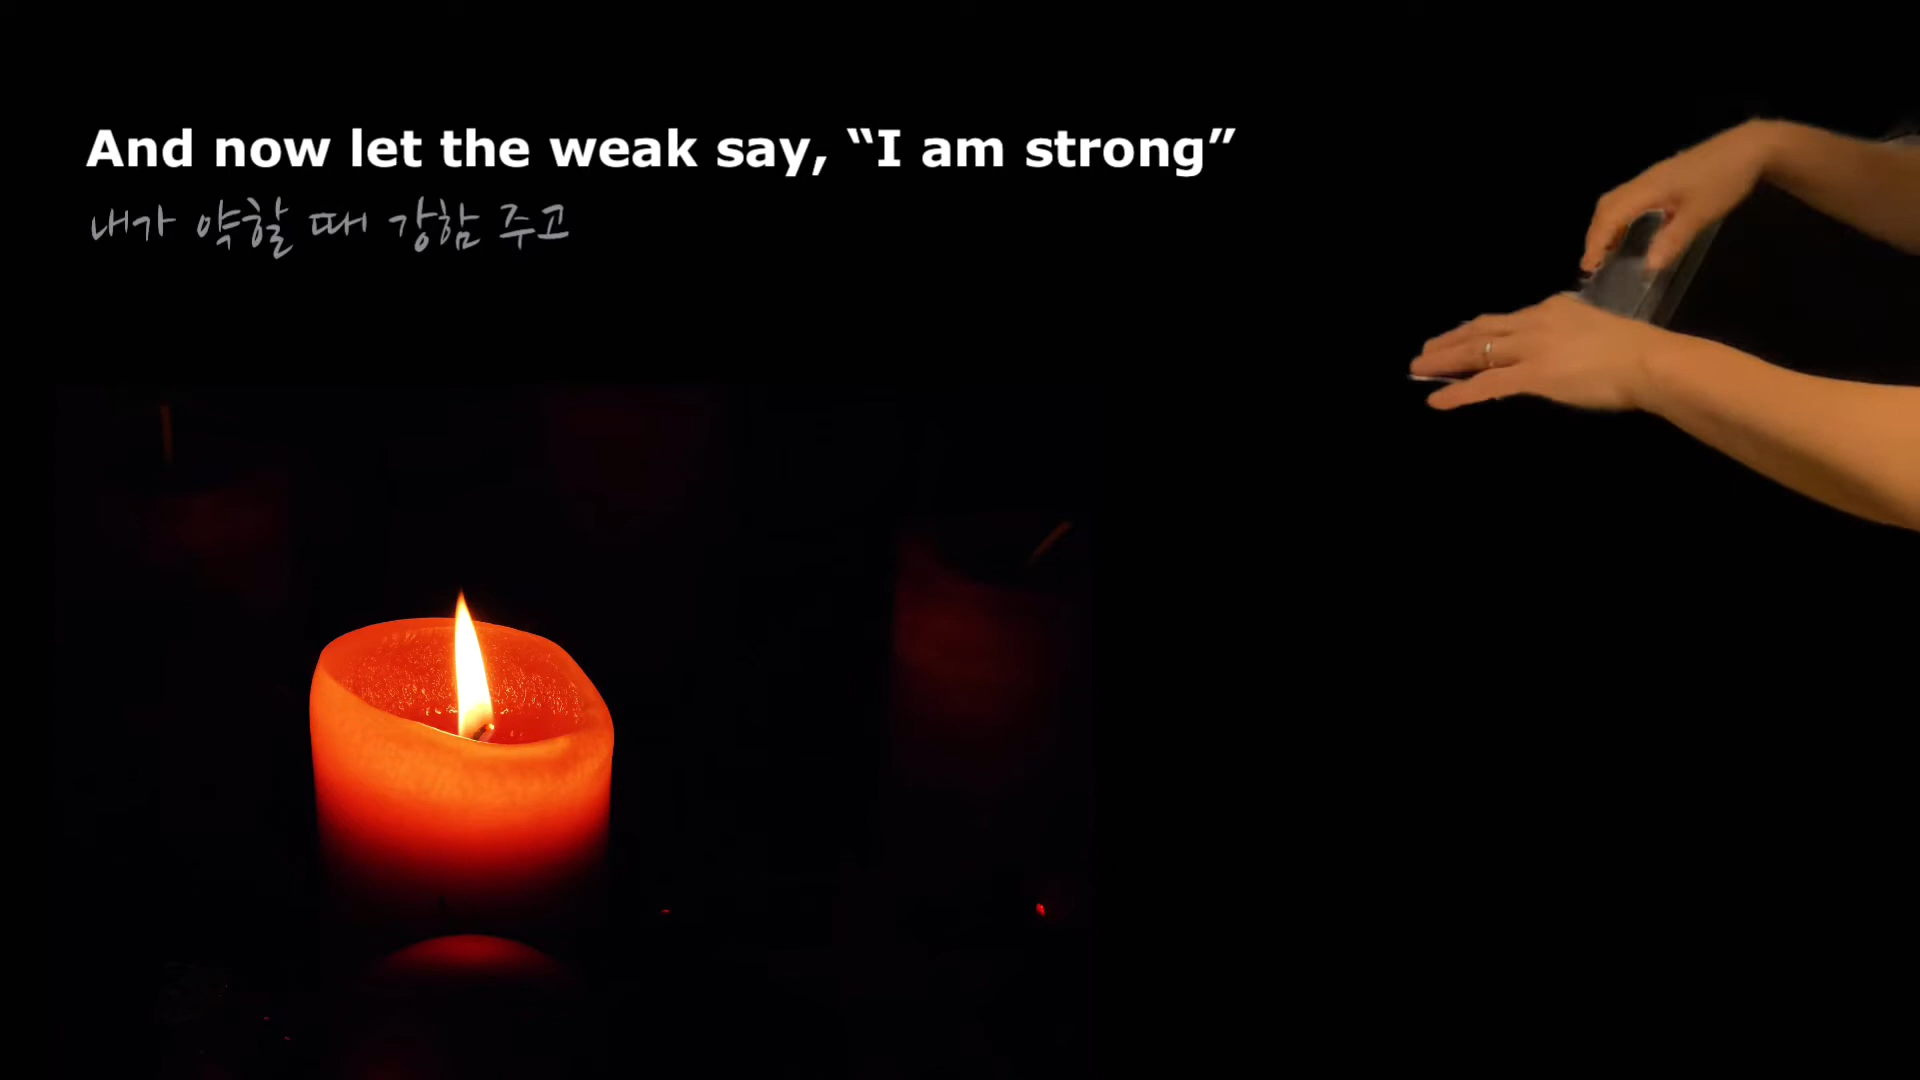 And now let the weak say, “I am strong”
내가 약할 때 강함 주고